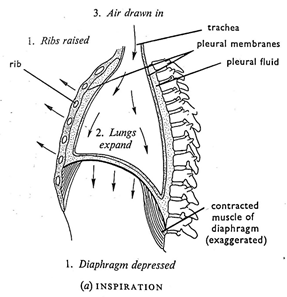 3. Air drawn in
trachea
1. Ribs raised
pleural membranes
rib
pleural fluid
2. Lungs
expand
contracted
muscle of
diaphragm
(exaggerated)
1. Diaphragm depressed
(a) INSPIRATION